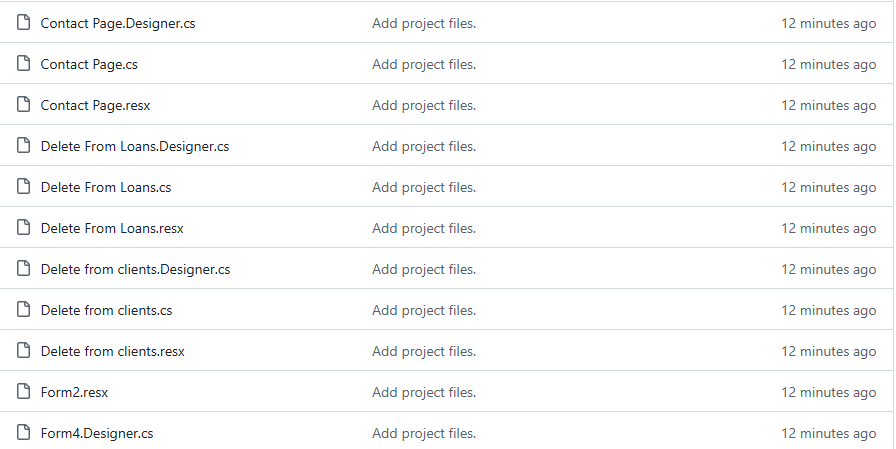 Contact Page.Designer.cs Add project files. 12 minutes ago
Contact Page.cs Add project files. 12 minutes ago
Contact Page.resx Add project files. 12 minutes ago
Delete From Loans.Designer.cs Add project files. 12 minutes ago
Delete From Loans.cs Add project files. 12 minutes ago
Delete From Loans.resx Add project files. 12 minutes ago
Delete from clients.Designer.cs Add project files. 12 minutes ago
Delete from clients.cs Add project files. 12 minutes ago
Delete from clients.resx Add project files. 12 minutes ago
Form2.resx Add project files. 12 minutes ago
Form4.Designer.cs Add project files. 12 minutes ago